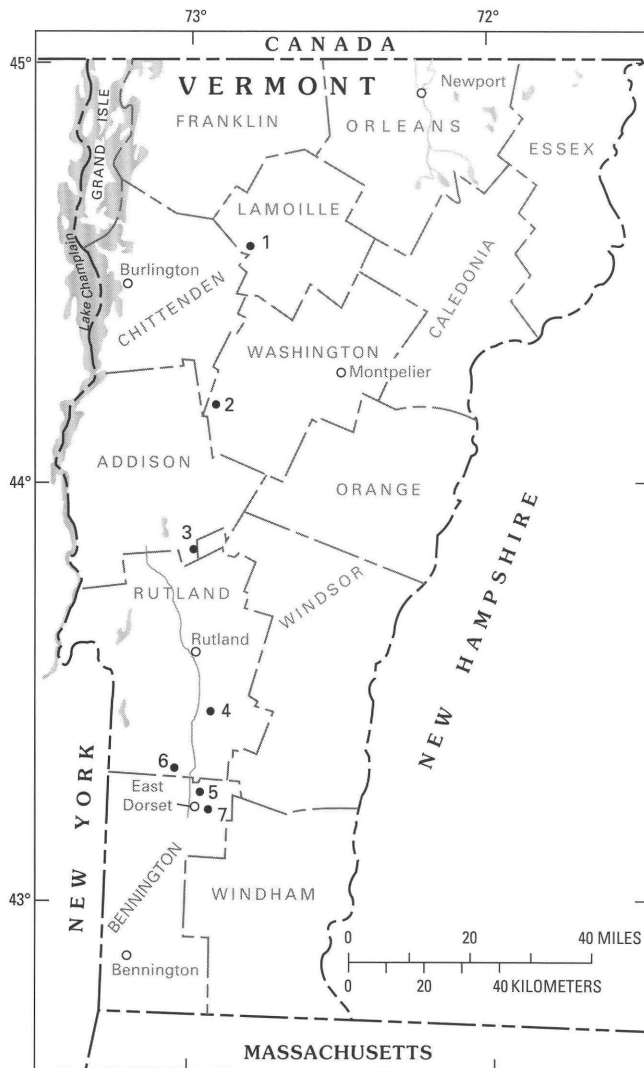 73°
72°
CANADA
45°
VERMONT
Newport
FRANKLIN
ORLEANS
ESSEX
GRAND ISLE
LAMOILLE
1
Lake Champlain
Burlington
CHITTENDEN
CALEDONIA
WASHINGTON
Montpelier
2
ADDISON
44°
ORANGE
3
RUTLAND
WINDSOR
NEW HAMPSHIRE
Rutland
4
6
5
East
Dorset
7
NEW YORK
BENNINGTON
WINDHAM
43°
0 20 40 MILES
0 20 40 KILOMETERS
Bennington
MASSACHUSETTS